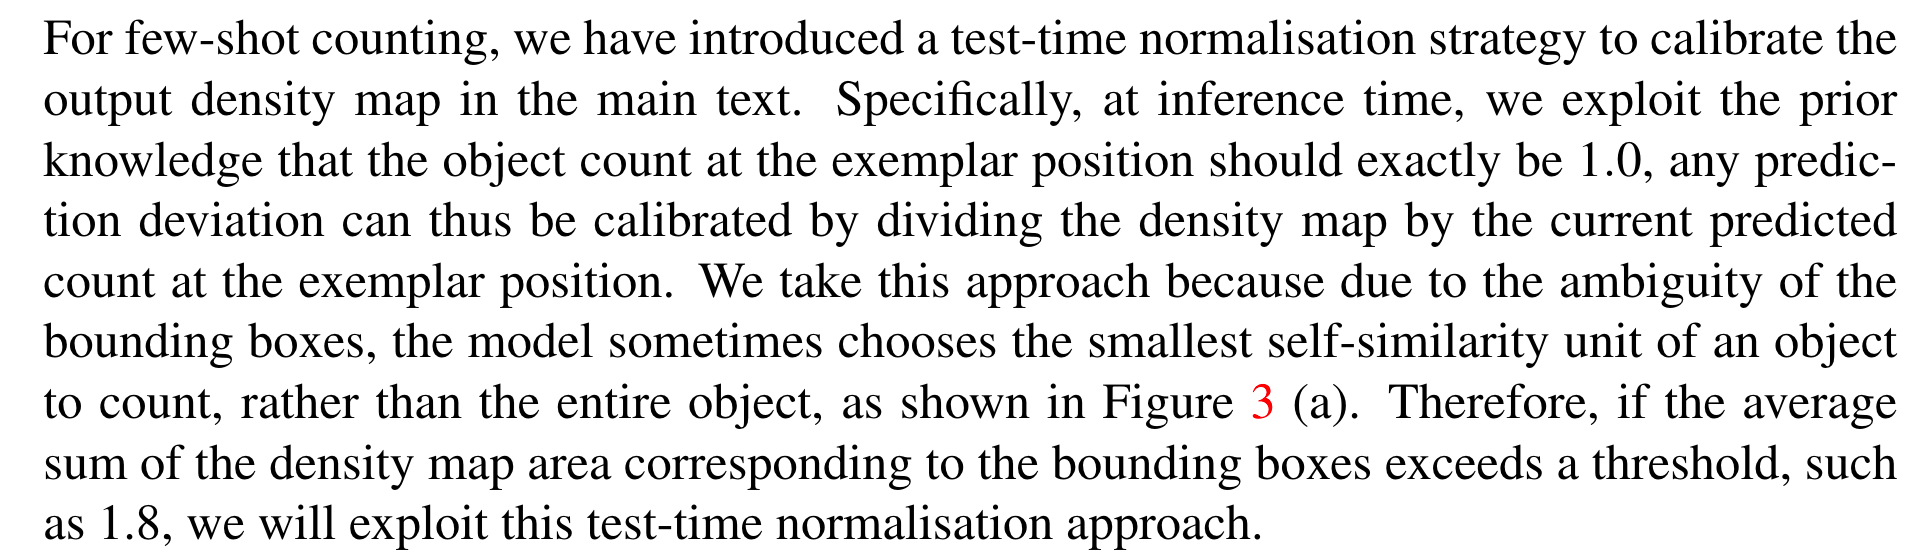 For few-shot counting, we have introduced a test-time normalisation strategy to calibrate the
output density map in the main text. Specifically, at inference time, we exploit the prior
knowledge that the object count at the exemplar position should exactly be 1.0, any predic-
tion deviation can thus be calibrated by dividing the density map by the current predicted
count at the exemplar position. We take this approach because due to the ambiguity of the
bounding boxes, the model sometimes chooses the smallest self-similarity unit of an object
to count, rather than the entire object, as shown in Figure 3 (a). Therefore, if the average
sum of the density map area corresponding to the bounding boxes exceeds a threshold, such
as 1.8, we will exploit this test-time normalisation approach.